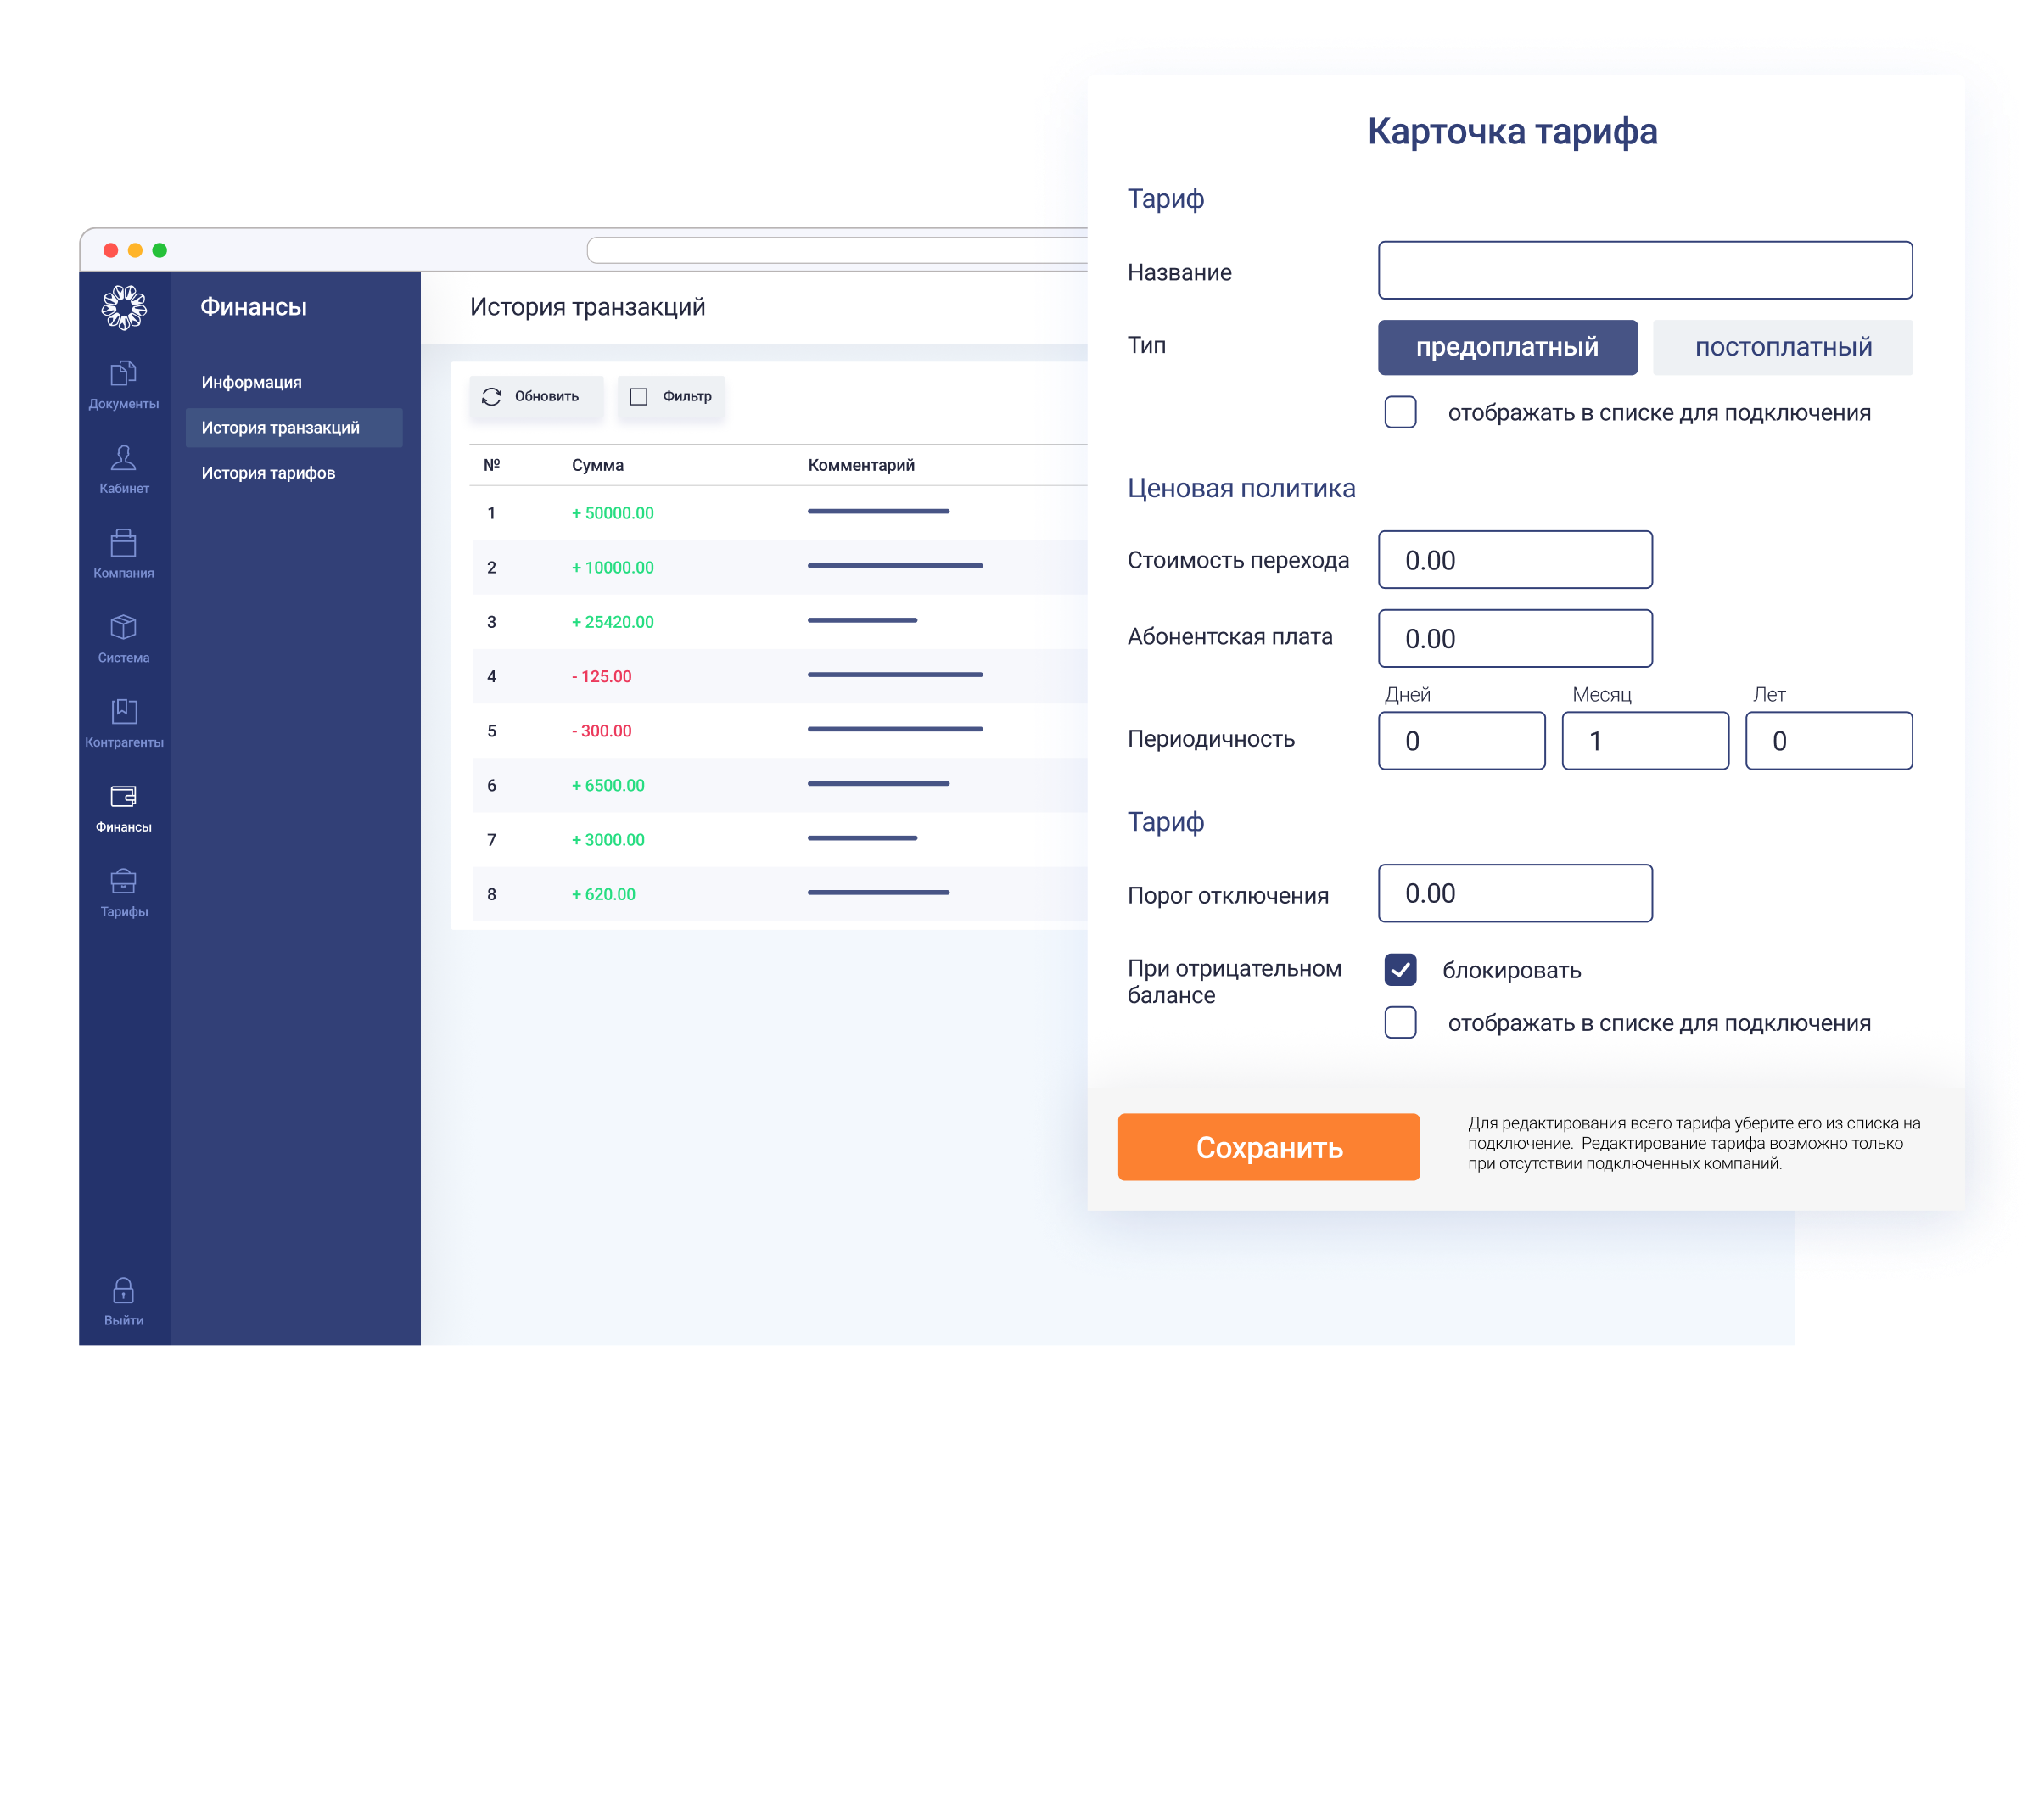 Карточка тарифа
Тариф
Название
Тип
предоплатный
постоплатный
отображать в списке для подключения
Ценовая политика
Стоимость перехода
0.00
Абонентская плата
0.00
Дней
Месяц
Лет
Периодичность
0
1
0
Тариф
Порог отключения
0.00
При отрицательном
балансе
блокировать
отображать в списке для подключения
Сохранить
Для редактирования всего тарифа уберите его из списка на
подключение. Редактирование тарифа возможно только
при отсутствии подключенных компаний.
Документы
Кабинет
Компания
Система
Контрагенты
Финансы
Тарифы
Выйти
Финансы
Информация
История транзакций
История тарифов
История транзакций
Обновить
Фильтр
№ Сумма Комментарий
1 + 50000.00
2 + 10000.00
3 + 25420.00
4 - 125.00
5 - 300.00
6 + 6500.00
7 + 3000.00
8 + 620.00